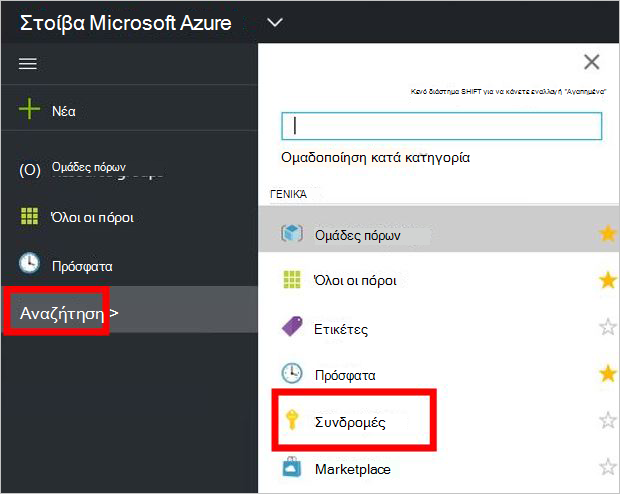 Στοίβα Microsoft Azure
Κενό διάστημα SHIFT για να κάνετε εναλλαγή "Αγαπημένα"
Νέα
Ομαδοποίηση κατά κατηγορία
(O) Ομάδες πόρων
ΓΕΝΙΚΆ
Όλοι οι πόροι
Πρόσφατα
Αναζήτηση >
Ομάδες πόρων
Όλοι οι πόροι
Ετικέτες
Πρόσφατα
Συνδρομές
Marketplace